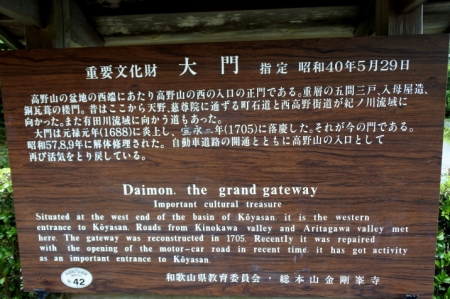 重要文化財 大門 指定 昭和40年5月29日
高野山の盆地の西端にあたり高野山の西の入口の正門である。重層の五間三戸、入母屋造、
銅瓦葺の楼門。昔はここから天野、慈尊院に通ずる町石道と西高野街道が紀ノ川流域に
向かった。また有田川流域に向かう道もあった。
大門は元禄元年(1688)に炎上し、宝永二年(1705)に落慶した。それが今の門である。
昭和57,8,9年に解体修理された。自動車道路の開通とともに高野山の入口として
再び活気をとり戻している。
Daimon. the grand gateway
Important cultural treasure
Situated at the west end of the basin of Kôyasan. it is the western
entrance to Kôyasan. Roads from Kinokawa valley and Aritagawa valley met
here. The gateway was reconstructed in 1705. Recently it was repaired
with the opening of the motor-car road in recent time. it has got activity
as an important entrance to Kôyasan.
和歌山県教育委員会・総本山金剛峯寺
42